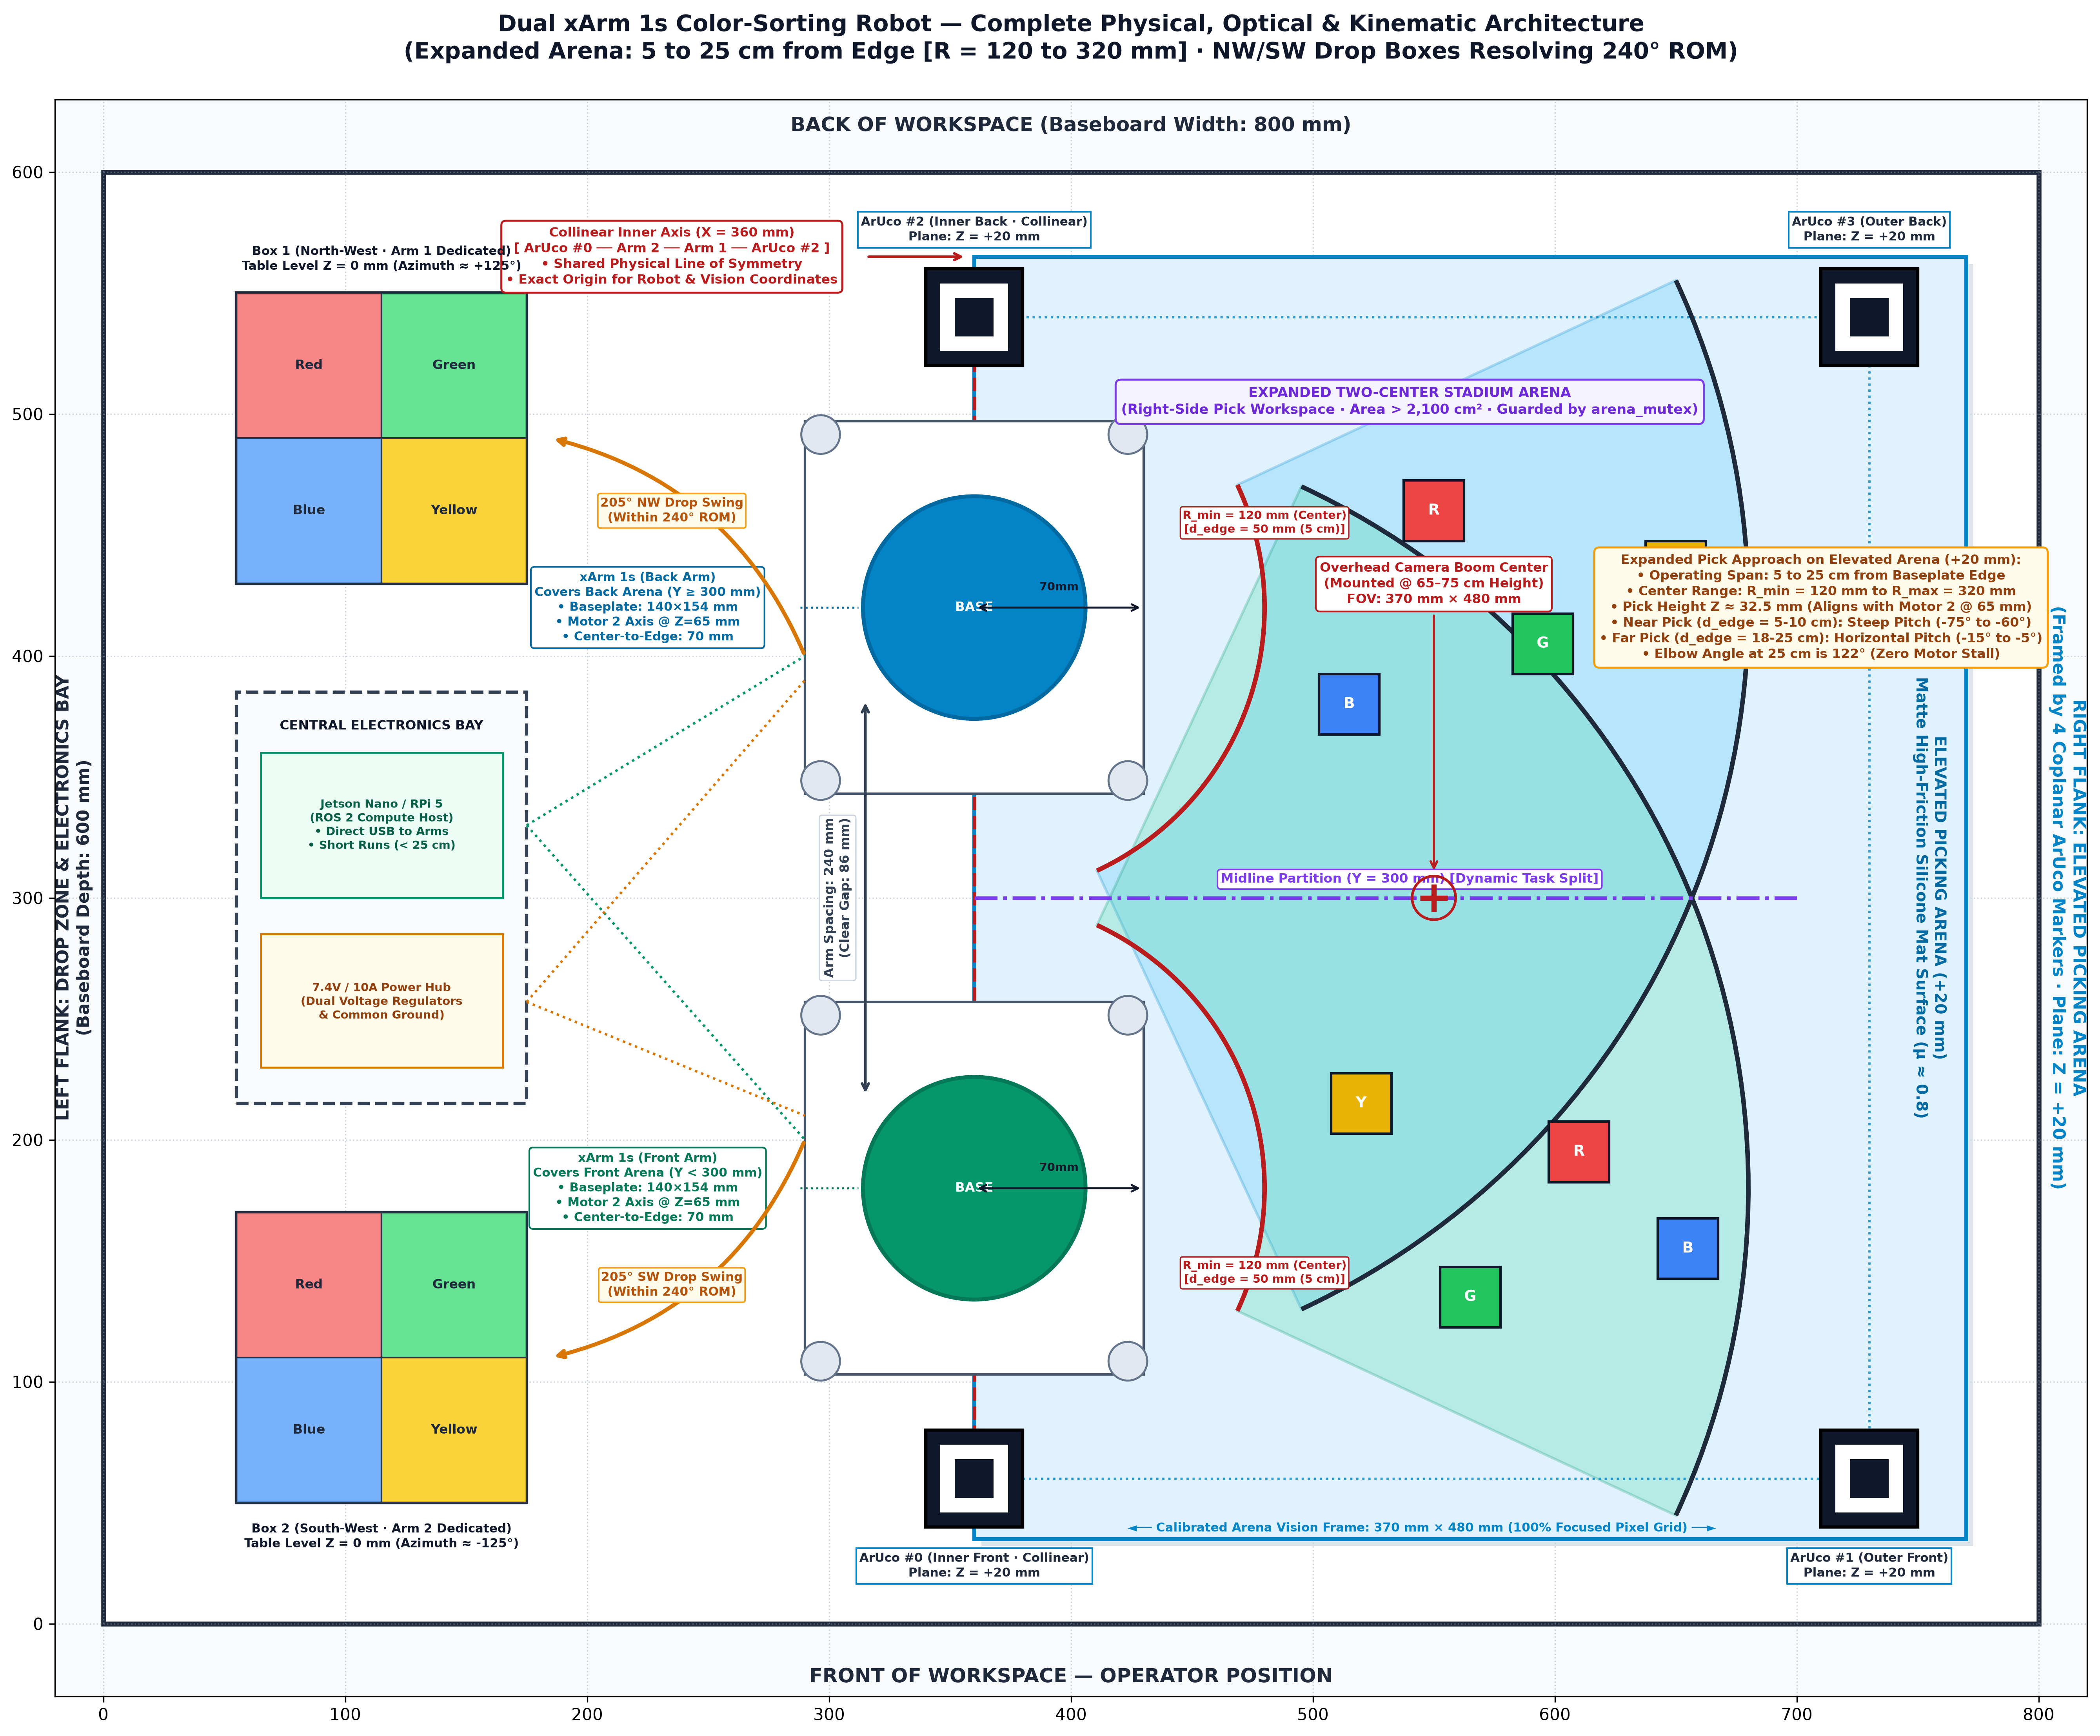 Dual xArm 1s Color-Sorting Robot — Complete Physical, Optical & Kinematic Architecture
(Expanded Arena: 5 to 25 cm from Edge [R = 120 to 320 mm] · NW/SW Drop Boxes Resolving 240° ROM)
BACK OF WORKSPACE (Baseboard Width: 800 mm)
600
500
400
300
200
100
0
0
100
200
300
400
500
600
700
800
LEFT FLANK: DROP ZONE & ELECTRONICS BAY
(Baseboard Depth: 600 mm)
Box 1 (North-West · Arm 1 Dedicated)
Table Level Z = 0 mm (Azimuth ≈ +125°)
Red
Green
Blue
Yellow
Collinear Inner Axis (X = 360 mm)
[ ArUco #0 — Arm 2 — Arm 1 — ArUco #2 ]
• Shared Physical Line of Symmetry
• Exact Origin for Robot & Vision Coordinates
ArUco #2 (Inner Back · Collinear)
Plane: Z = +20 mm
ArUco #3 (Outer Back)
Plane: Z = +20 mm
EXPANDED TWO-CENTER STADIUM ARENA
(Right-Side Pick Workspace · Area > 2,100 cm² · Guarded by arena_mutex)
205° NW Drop Swing
(Within 240° ROM)
xArm 1s (Back Arm)
Covers Back Arena (Y ≥ 300 mm)
• Baseplate: 140×154 mm
• Motor 2 Axis @ Z=65 mm
• Center-to-Edge: 70 mm
BASE
70mm
R_min = 120 mm (Center)
[d_edge = 50 mm (5 cm)]
R
Overhead Camera Boom Center
(Mounted @ 65–75 cm Height)
FOV: 370 mm × 480 mm
G
B
Expanded Pick Approach on Elevated Arena (+20 mm):
• Operating Span: 5 to 25 cm from Baseplate Edge
• Center Range: R_min = 120 mm to R_max = 320 mm
• Pick Height Z ≈ 32.5 mm (Aligns with Motor 2 @ 65 mm)
• Near Pick (d_edge = 5-10 cm): Steep Pitch (-75° to -60°)
• Far Pick (d_edge = 18-25 cm): Horizontal Pitch (-15° to -5°)
• Elbow Angle at 25 cm is 122° (Zero Motor Stall)
CENTRAL ELECTRONICS BAY
Jetson Nano / RPi 5
(ROS 2 Compute Host)
• Direct USB to Arms
• Short Runs (< 25 cm)
7.4V / 10A Power Hub
(Dual Voltage Regulators
& Common Ground)
Arm Spacing: 240 mm
(Clear Gap: 86 mm)
Midline Partition (Y = 300 mm) [Dynamic Task Split]
ELEVATED PICKING ARENA (+20 mm)
Matte High-Friction Silicone Mat Surface (μ ≈ 0.8)
RIGHT FLANK: ELEVATED PICKING ARENA
(Framed by 4 Coplanar ArUco Markers · Plane: Z = +20 mm)
xArm 1s (Front Arm)
Covers Front Arena (Y < 300 mm)
• Baseplate: 140×154 mm
• Motor 2 Axis @ Z=65 mm
• Center-to-Edge: 70 mm
BASE
70mm
Y
R
B
G
R_min = 120 mm (Center)
[d_edge = 50 mm (5 cm)]
205° SW Drop Swing
(Within 240° ROM)
Red
Green
Blue
Yellow
Box 2 (South-West · Arm 2 Dedicated)
Table Level Z = 0 mm (Azimuth ≈ -125°)
◄── Calibrated Arena Vision Frame: 370 mm × 480 mm (100% Focused Pixel Grid) ──►
ArUco #0 (Inner Front · Collinear)
Plane: Z = +20 mm
ArUco #1 (Outer Front)
Plane: Z = +20 mm
FRONT OF WORKSPACE — OPERATOR POSITION